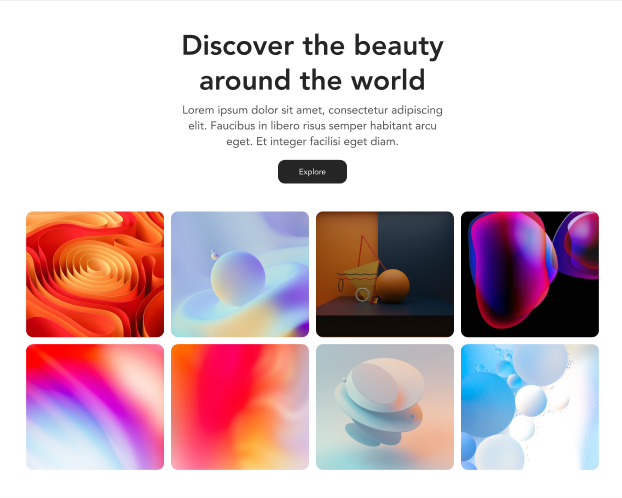 Discover the beauty
around the world
Lorem ipsum dolor sit amet, consectetur adipiscing
elit. Faucibus in libero risus semper habitant arcu
eget. Et integer facilisi eget diam.
Explore